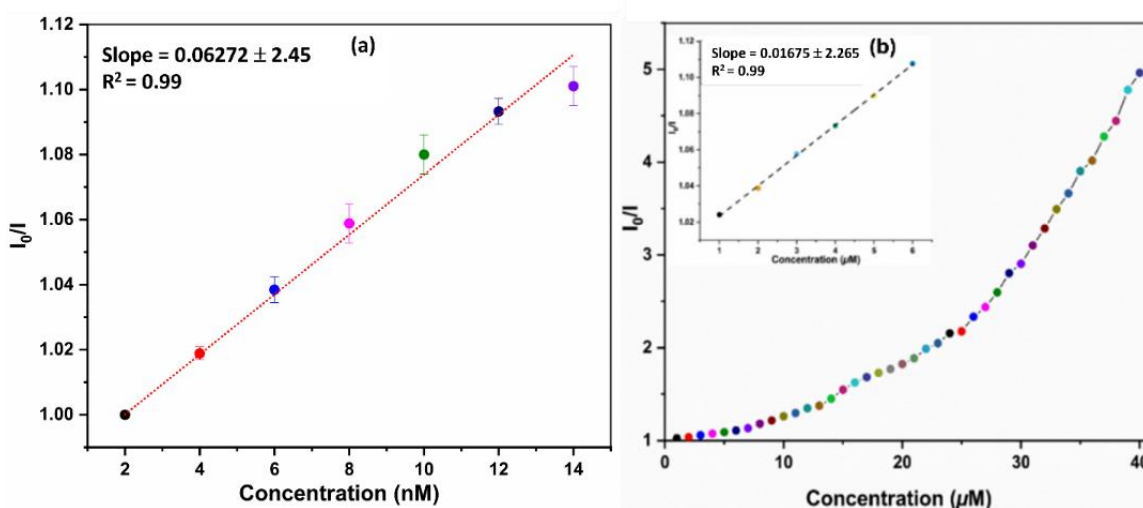 (a)
Slope = 0.06272 ± 2.45
R² = 0.99
I₀/I
1.12
1.10
1.08
1.06
1.04
1.02
1.00
2 4 6 8 10 12 14
Concentration (nM)
(b)
Slope = 0.01675 ± 2.265
R² = 0.99
I₀/I
1.12
1.10
1.08
1.06
1.04
1.02
1 2 3 4 5 6
Concentration (µM)
I₀/I
5
4
3
2
1
0 10 20 30 40
Concentration (µM)